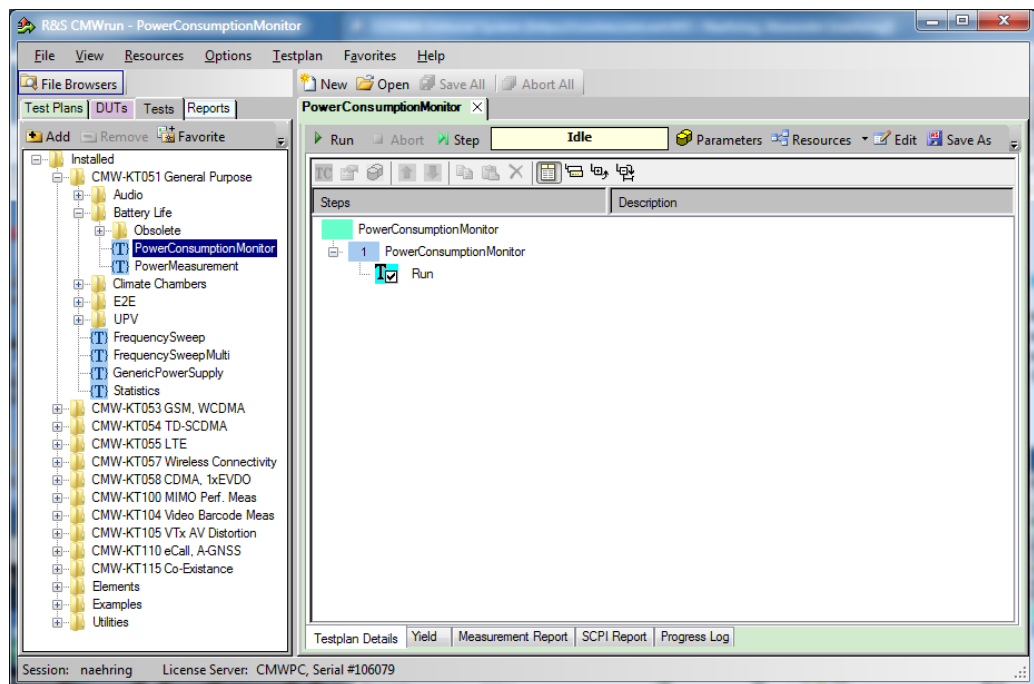 R&S CMWrun - PowerConsumptionMonitor
File View Resources Options Testplan Favorites Help
File Browsers
New Open Save All Abort All
Test Plans DUTs Tests Reports
PowerConsumptionMonitor
Add Remove Favorite
Run Abort Step Idle Parameters Resources Edit Save As
TC
Steps Description
Installed
CMW-KT051 General Purpose
Audio
Battery Life
Obsolete
{T} PowerConsumptionMonitor
{T} PowerMeasurement
Climate Chambers
E2E
UPV
{T} FrequencySweep
{T} FrequencySweepMulti
{T} GenericPowerSupply
{T} Statistics
CMW-KT053 GSM, WCDMA
CMW-KT054 TD-SCDMA
CMW-KT055 LTE
CMW-KT057 Wireless Connectivity
CMW-KT058 CDMA, 1xEVDO
CMW-KT100 MIMO Perf. Meas
CMW-KT104 Video Barcode Meas
CMW-KT105 VTx AV Distortion
CMW-KT110 eCall, A-GNSS
CMW-KT115 Co-Existance
Elements
Examples
Utilities
PowerConsumptionMonitor
1 PowerConsumptionMonitor
T Run
Testplan Details Yield Measurement Report SCPI Report Progress Log
Session: naehring License Server: CMWPC, Serial #106079